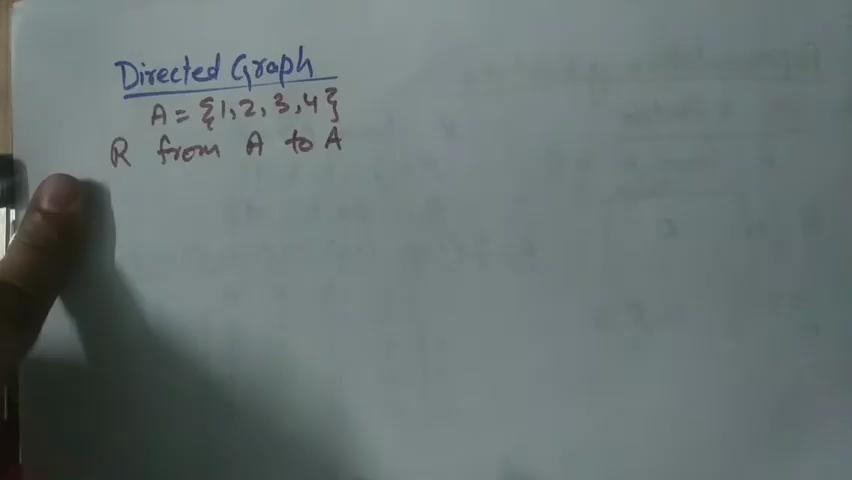 Directed Graph
A = {1, 2, 3, 4}
R from A to A